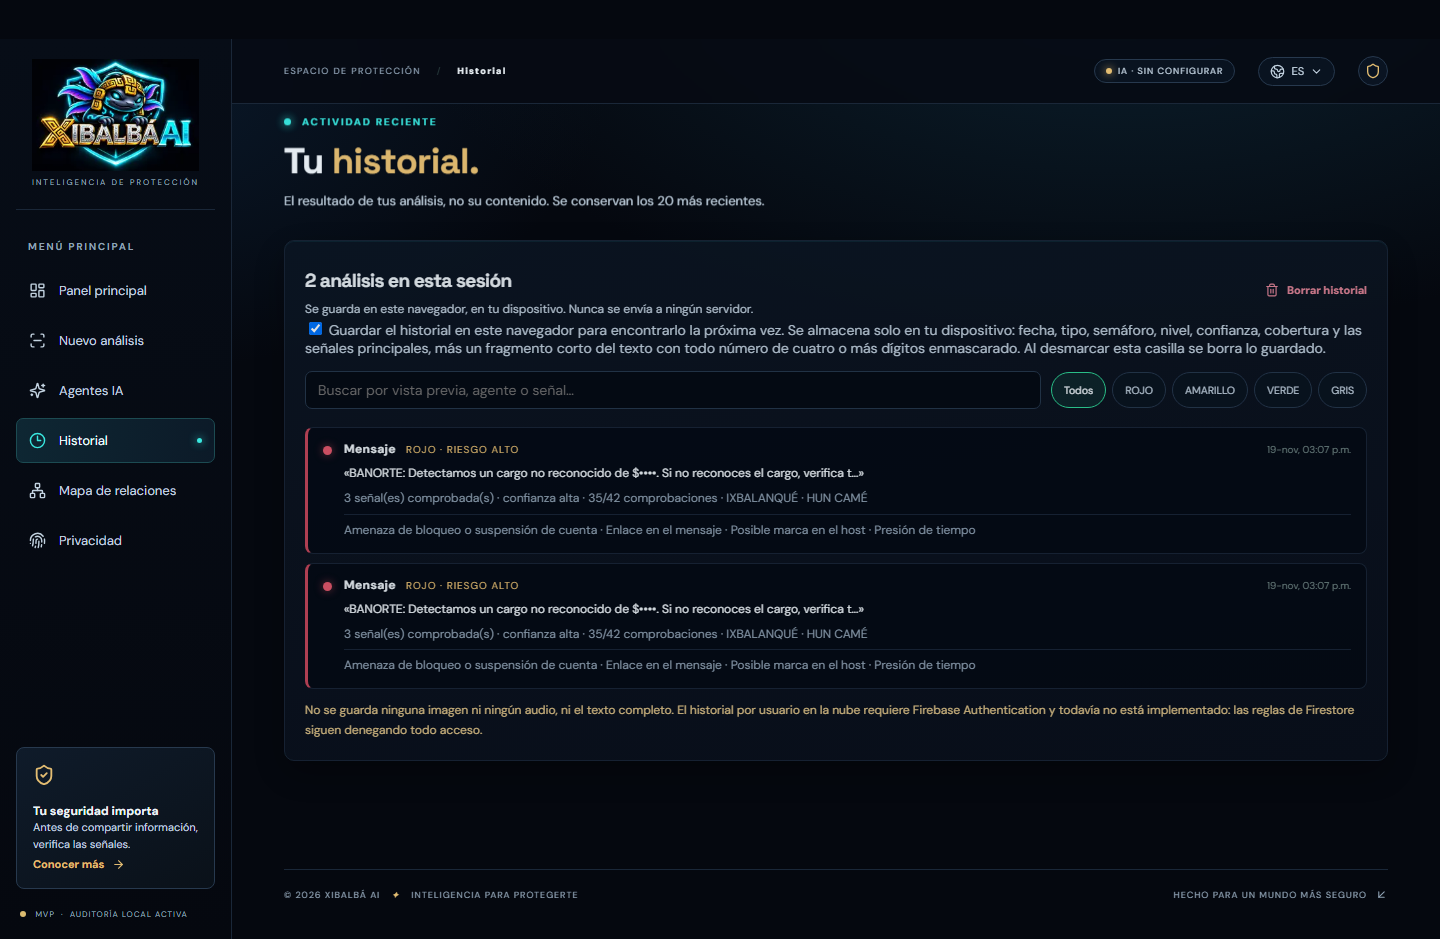 XIBALBÁ AI
INTELIGENCIA DE PROTECCIÓN
MENÚ PRINCIPAL
Panel principal
Nuevo análisis
Agentes IA
Historial
Mapa de relaciones
Privacidad
Tu seguridad importa
Antes de compartir información,
verifica las señales.
Conocer más →
MVP · AUDITORÍA LOCAL ACTIVA
ESPACIO DE PROTECCIÓN / Historial
IA · SIN CONFIGURAR
ES
ACTIVIDAD RECIENTE
Tu historial.
El resultado de tus análisis, no su contenido. Se conservan los 20 más recientes.
2 análisis en esta sesión
Borrar historial
Se guarda en este navegador, en tu dispositivo. Nunca se envía a ningún servidor.
Guardar el historial en este navegador para encontrarlo la próxima vez. Se almacena solo en tu dispositivo: fecha, tipo, semáforo, nivel, confianza, cobertura y las
señales principales, más un fragmento corto del texto con todo número de cuatro o más dígitos enmascarado. Al desmarcar esta casilla se borra lo guardado.
Buscar por vista previa, agente o señal...
Todos
ROJO
AMARILLO
VERDE
GRIS
Mensaje ROJO · RIESGO ALTO 19-nov, 03:07 p.m.
«BANORTE: Detectamos un cargo no reconocido de $••••. Si no reconoces el cargo, verifica t…»
3 señal(es) comprobada(s) · confianza alta · 35/42 comprobaciones · IXBALANQUÉ · HUN CAMÉ
Amenaza de bloqueo o suspensión de cuenta · Enlace en el mensaje · Posible marca en el host · Presión de tiempo
Mensaje ROJO · RIESGO ALTO 19-nov, 03:07 p.m.
«BANORTE: Detectamos un cargo no reconocido de $••••. Si no reconoces el cargo, verifica t…»
3 señal(es) comprobada(s) · confianza alta · 35/42 comprobaciones · IXBALANQUÉ · HUN CAMÉ
Amenaza de bloqueo o suspensión de cuenta · Enlace en el mensaje · Posible marca en el host · Presión de tiempo
No se guarda ninguna imagen ni ningún audio, ni el texto completo. El historial por usuario en la nube requiere Firebase Authentication y todavía no está implementado: las reglas de Firestore
siguen denegando todo acceso.
© 2026 XIBALBÁ AI ✦ INTELIGENCIA PARA PROTEGERTE
HECHO PARA UN MUNDO MÁS SEGURO